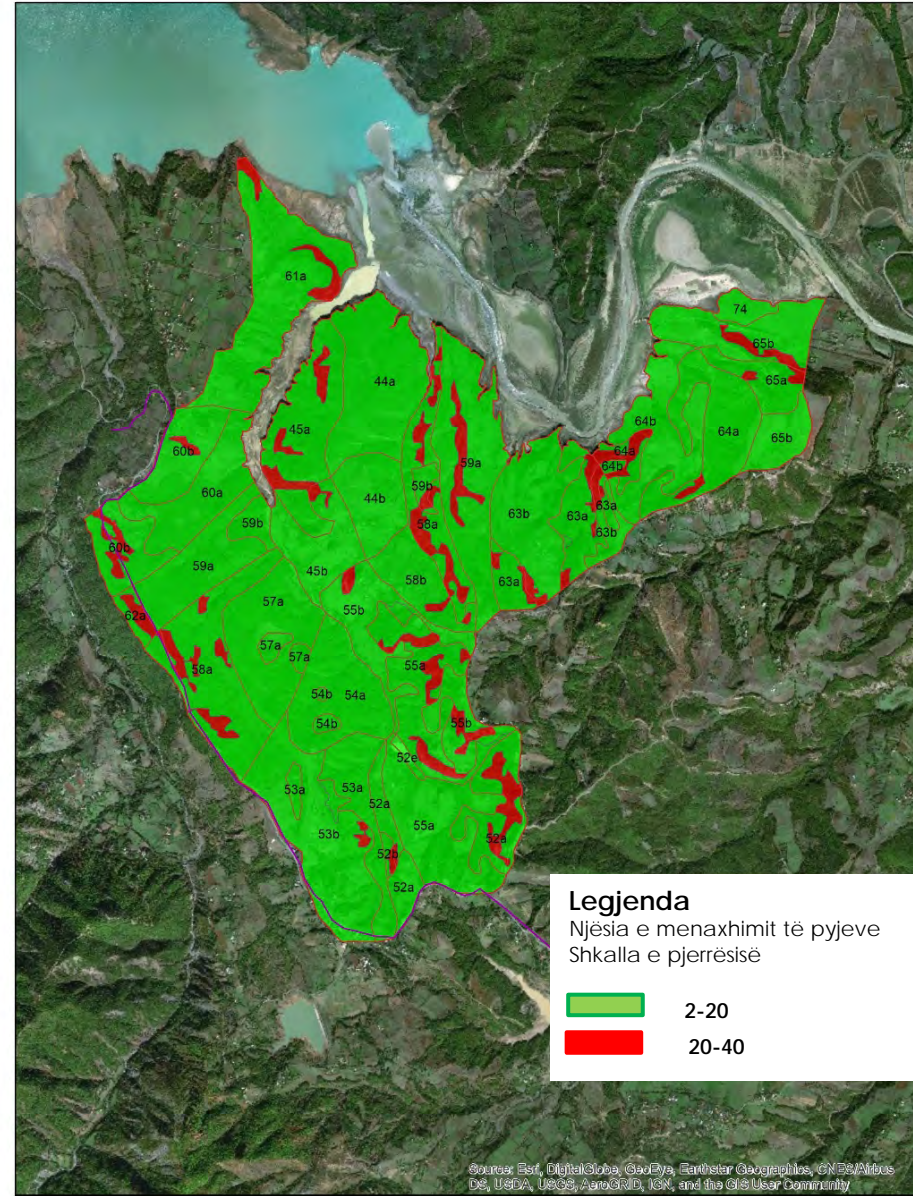 74
65b
61a
65a
44a
64b
64a
45a
65b
64a
60b
59a
64b
60a
59b
44b
63a
63b
59b
58a
63a
63b
60b
59a
45b
58b
63a
57a
55b
62a
57a
57a
58a
55a
54b
54a
54b
55b
52e
53a
53a
52a
53b
55a
52a
52b
52a
Legjenda
Njësia e menaxhimit të pyjeve
Shkalla e pjerrësisë
2-20
20-40
Source: Esri, DigitalGlobe, GeoEye, Earthstar Geographics, CNES/Airbus
DS, USDA, USGS, AeroGRID, IGN, and the GIS User Community